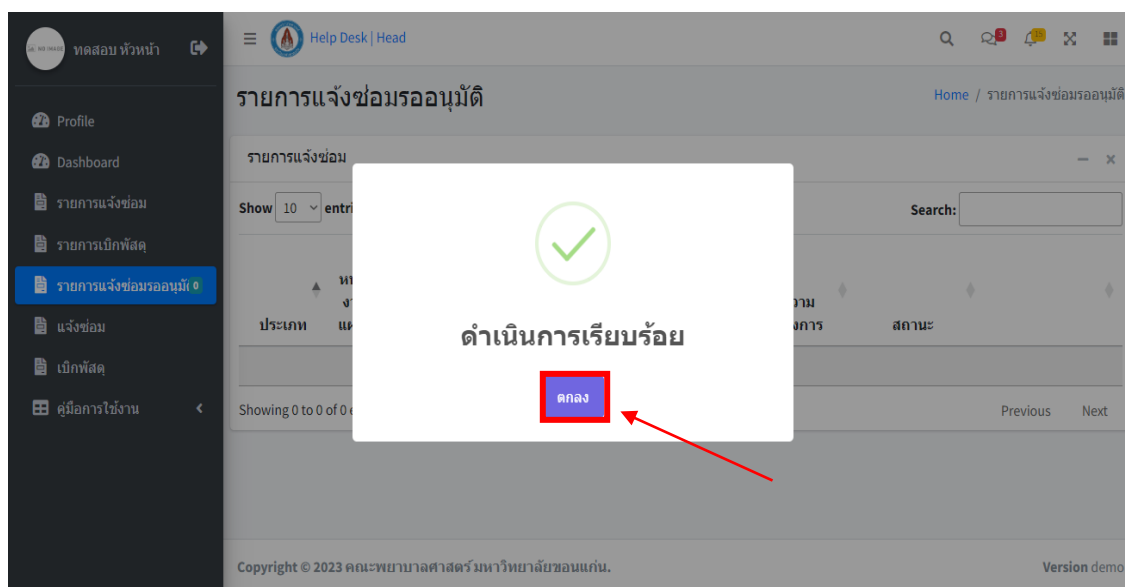 NO IMAGE
ทดสอบ หัวหน้า
Help Desk | Head
3
15
รายการแจ้งซ่อมรออนุมัติ
Home / รายการแจ้งซ่อมรออนุมัติ
Profile
Dashboard
รายการแจ้งซ่อม
รายการเบิกพัสดุ
รายการแจ้งซ่อมรออนุมั
0
แจ้งซ่อม
เบิกพัสดุ
คู่มือการใช้งาน
รายการแจ้งซ่อม
Show 10 entri
Search:
ประเภท
สถานะ
ดำเนินการเรียบร้อย
ตกลง
Showing 0 to 0 of 0 e
Previous
Next
Copyright © 2023 คณะพยาบาลศาสตร์ มหาวิทยาลัยขอนแก่น.
Version demo